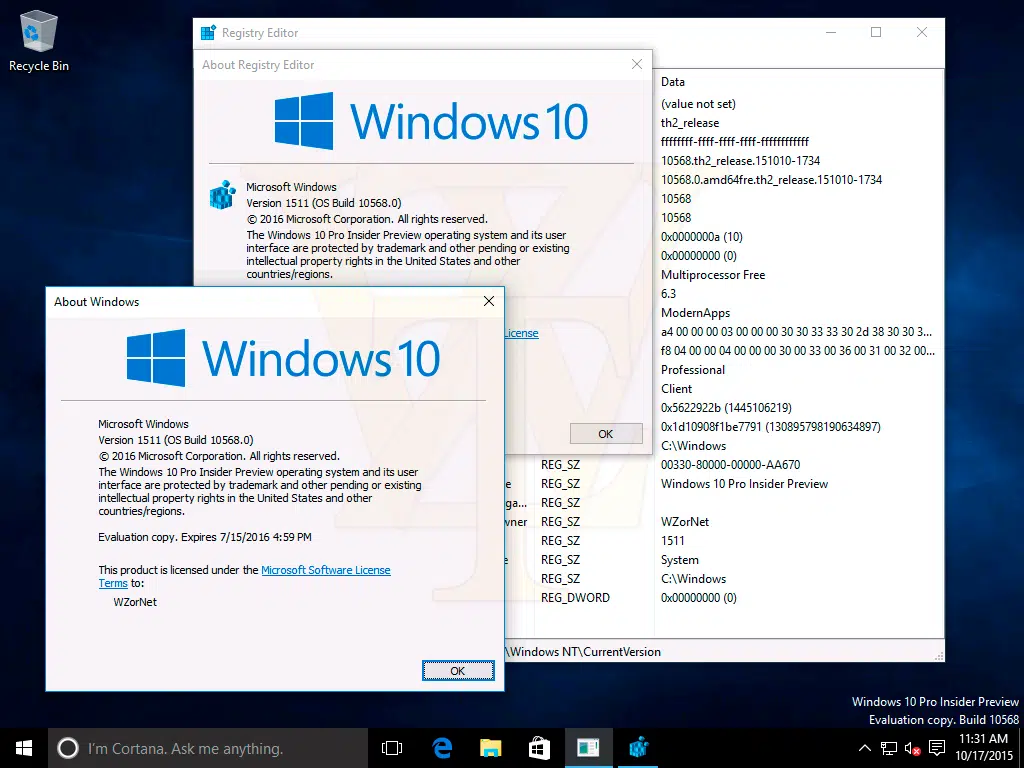 Recycle Bin
Registry Editor
About Registry Editor
Windows 10
Microsoft Windows
Version 1511 (OS Build 10568.0)
© 2016 Microsoft Corporation. All rights reserved.
The Windows 10 Pro Insider Preview operating system and its user
interface are protected by trademark and other pending or existing
intellectual property rights in the United States and other
countries/regions.
License
OK
Data
(value not set)
th2_release
ffffffff-ffff-ffff-ffff-ffffffffffff
10568.th2_release.151010-1734
10568.0.amd64fre.th2_release.151010-1734
10568
10568
0x0000000a (10)
0x00000000 (0)
Multiprocessor Free
6.3
ModernApps
a4 00 00 00 03 00 00 00 30 30 33 33 30 2d 38 30 30 3...
f8 04 00 00 04 00 00 00 30 00 33 00 36 00 31 00 32 00...
Professional
Client
0x5622922b (1445106219)
0x1d10908f1be7791 (130895798190634897)
C:\Windows
REG_SZ 00330-80000-00000-AA670
e REG_SZ Windows 10 Pro Insider Preview
ga... REG_SZ
wner REG_SZ WZorNet
REG_SZ 1511
e REG_SZ System
REG_SZ C:\Windows
REG_DWORD 0x00000000 (0)
\Windows NT\CurrentVersion
About Windows
Windows 10
Microsoft Windows
Version 1511 (OS Build 10568.0)
© 2016 Microsoft Corporation. All rights reserved.
The Windows 10 Pro Insider Preview operating system and its user
interface are protected by trademark and other pending or existing
intellectual property rights in the United States and other
countries/regions.
Evaluation copy. Expires 7/15/2016 4:59 PM
This product is licensed under the Microsoft Software License
Terms to:
WZorNet
OK
Windows 10 Pro Insider Preview
Evaluation copy. Build 10568
I'm Cortana. Ask me anything.
11:31 AM
10/17/2015